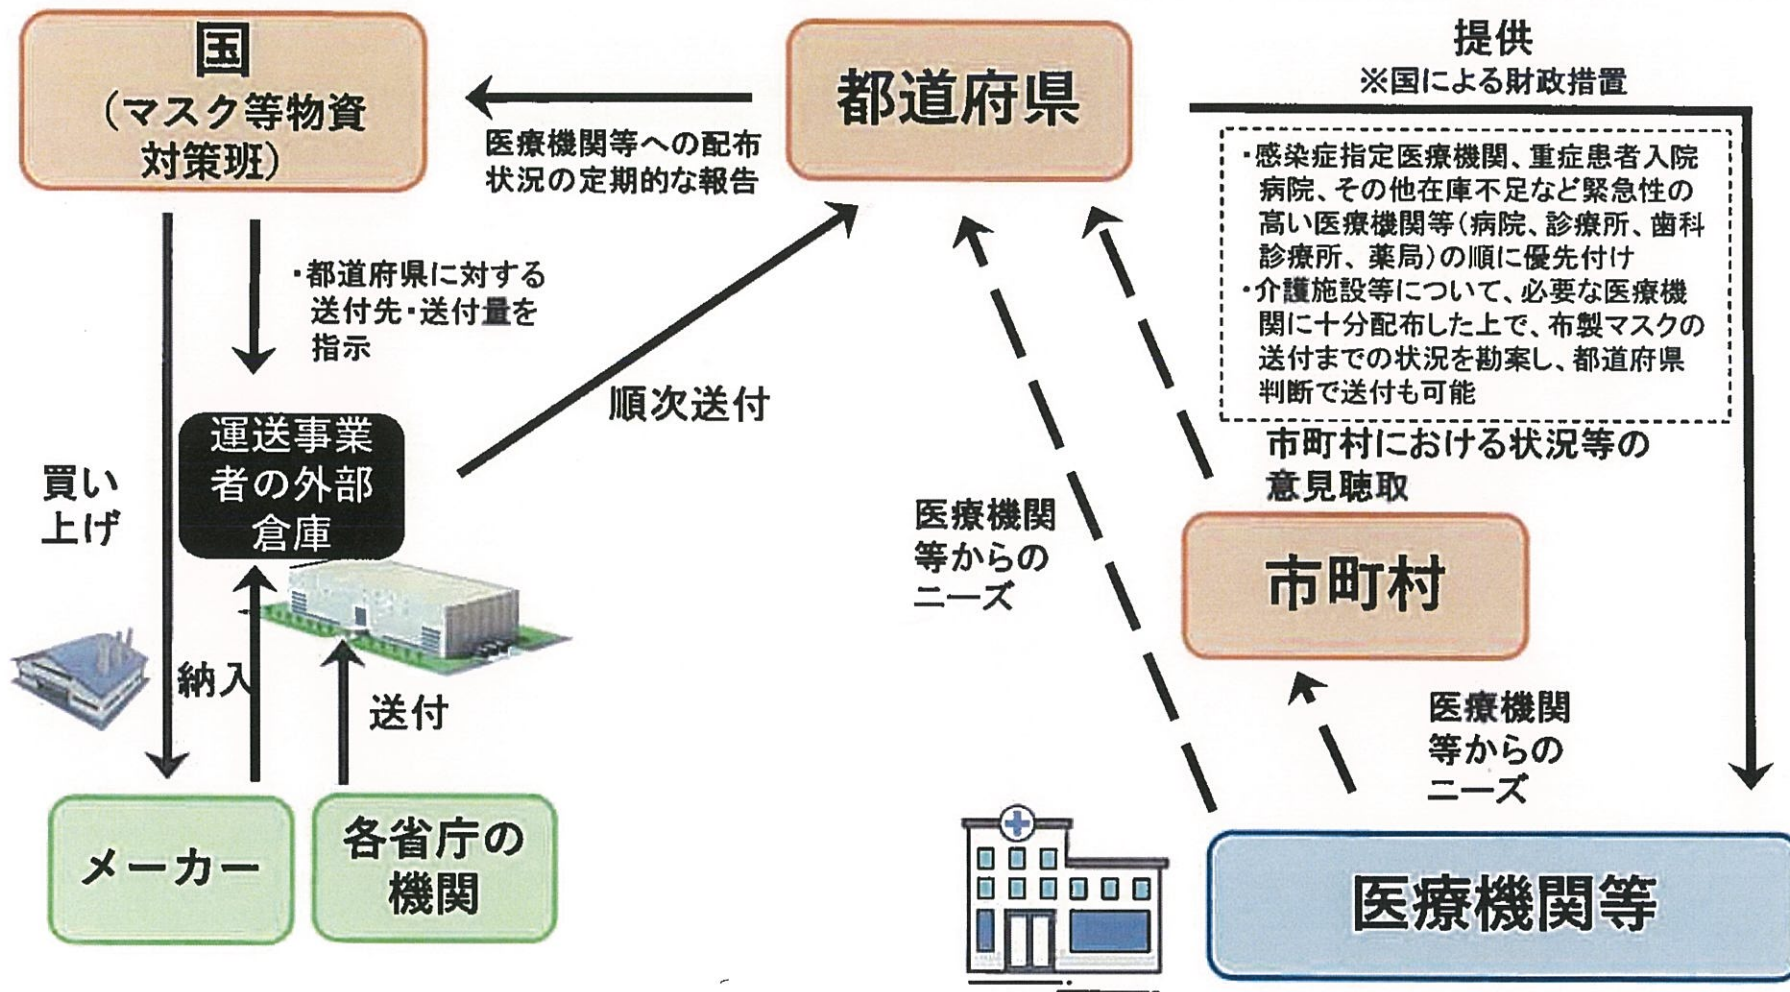 国
（マスク等物資
対策班）
都道府県
提供
※国による財政措置
医療機関等への配布
状況の定期的な報告
・感染症指定医療機関、重症患者入院
病院、その他在庫不足など緊急性の
高い医療機関等（病院、診療所、歯科
診療所、薬局）の順に優先付け
・介護施設等について、必要な医療機
関に十分配布した上で、布製マスクの
送付までの状況を勘案し、都道府県
判断で送付も可能
・都道府県に対する
送付先・送付量を
指示
順次送付
運送事業
者の外部
倉庫
買い
上げ
市町村における状況等の
意見聴取
医療機関
等からの
ニーズ
市町村
納入
送付
医療機関
等からの
ニーズ
メーカー
各省庁の
機関
医療機関等